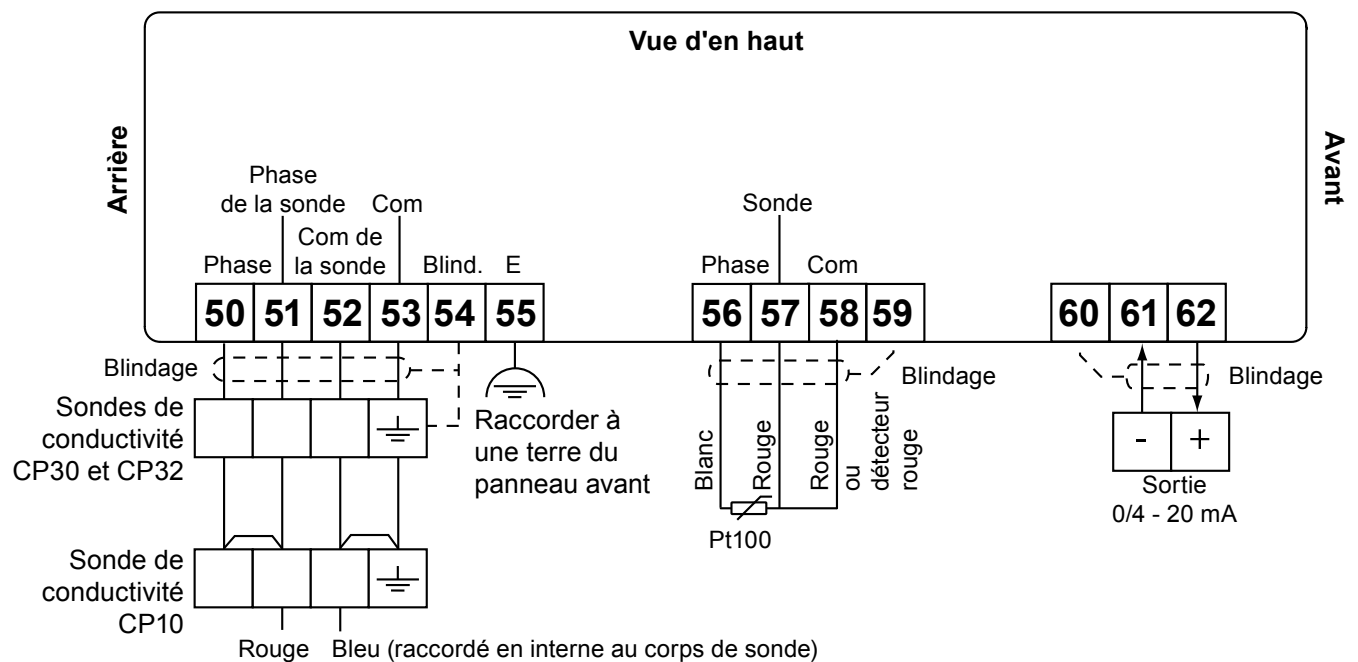 Vue d'en haut
Arrière
Avant
Phase
de la sonde
Com
Com de
la sonde
Phase
Blind.
E
Sonde
Phase
Com
50 51 52 53 54 55
56 57 58 59
60 61 62
Blindage
Blindage
Blindage
Sondes de
conductivité
CP30 et CP32
Raccorder à
une terre du
panneau avant
Blanc
Rouge
Rouge
ou
détecteur
rouge
Pt100
- +
Sortie
0/4 - 20 mA
Sonde de
conductivité
CP10
Rouge
Bleu (raccordé en interne au corps de sonde)